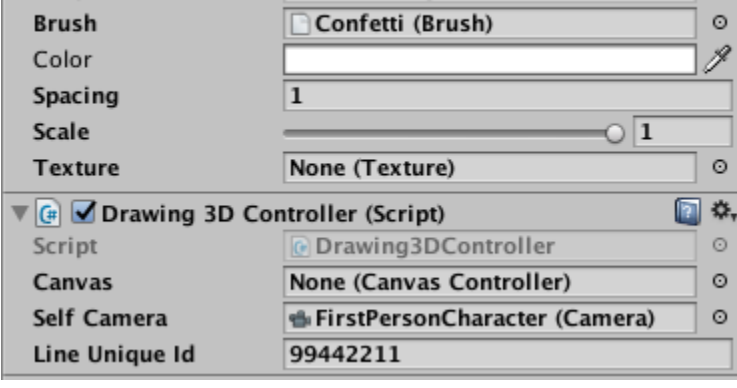 Brush Confetti (Brush)
Color
Spacing 1
Scale 1
Texture None (Texture)
Drawing 3D Controller (Script)
Script Drawing3DController
Canvas None (Canvas Controller)
Self Camera FirstPersonCharacter (Camera)
Line Unique Id 99442211